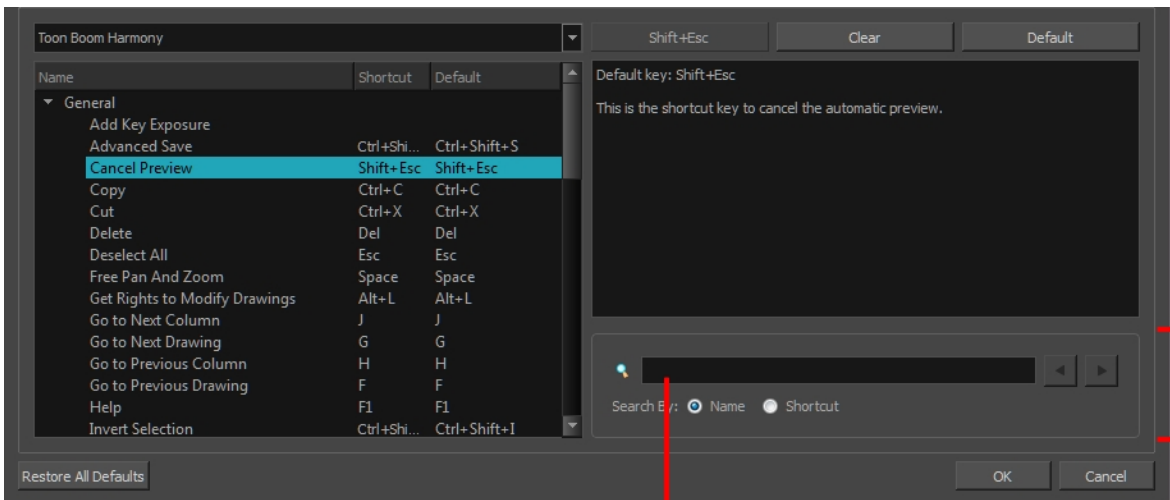 Toon Boom Harmony
Shift+Esc Clear Default
Name Shortcut Default
General
Add Key Exposure
Advanced Save Ctrl+Shi... Ctrl+Shift+S
Cancel Preview Shift+Esc Shift+Esc
Copy Ctrl+C Ctrl+C
Cut Ctrl+X Ctrl+X
Delete Del Del
Deselect All Esc Esc
Free Pan And Zoom Space Space
Get Rights to Modify Drawings Alt+L Alt+L
Go to Next Column J J
Go to Next Drawing G G
Go to Previous Column H H
Go to Previous Drawing F F
Help F1 F1
Invert Selection Ctrl+Shi... Ctrl+Shift+I
Default key: Shift+Esc
This is the shortcut key to cancel the automatic preview.
Search By: Name Shortcut
Restore All Defaults
OK Cancel